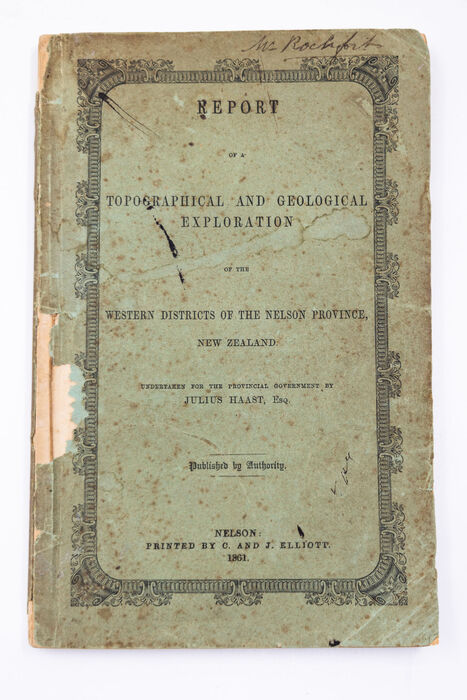 Mr Rochfort
REPORT
OF A
TOPOGRAPHICAL AND GEOLOGICAL
EXPLORATION
OF THE
WESTERN DISTRICTS OF THE NELSON PROVINCE,
NEW ZEALAND:
UNDERTAKEN FOR THE PROVINCIAL GOVERNMENT BY
JULIUS HAAST, Esq.
Published by Authority.
NELSON:
PRINTED BY C. AND J. ELLIOTT.
1861.